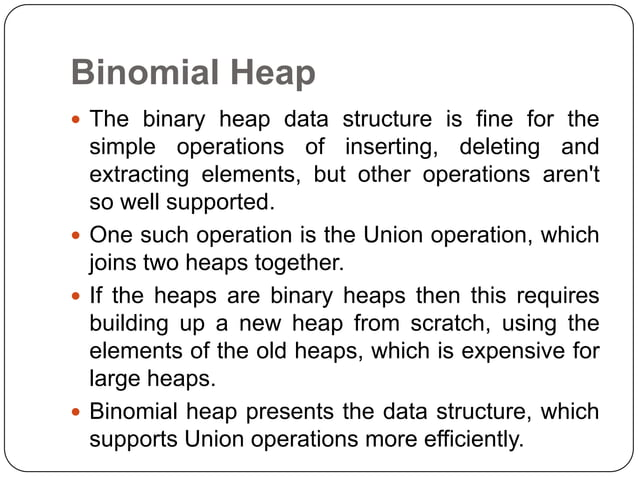 Binomial Heap
• The binary heap data structure is fine for the
simple operations of inserting, deleting and
extracting elements, but other operations aren't
so well supported.
• One such operation is the Union operation, which
joins two heaps together.
• If the heaps are binary heaps then this requires
building up a new heap from scratch, using the
elements of the old heaps, which is expensive for
large heaps.
• Binomial heap presents the data structure, which
supports Union operations more efficiently.